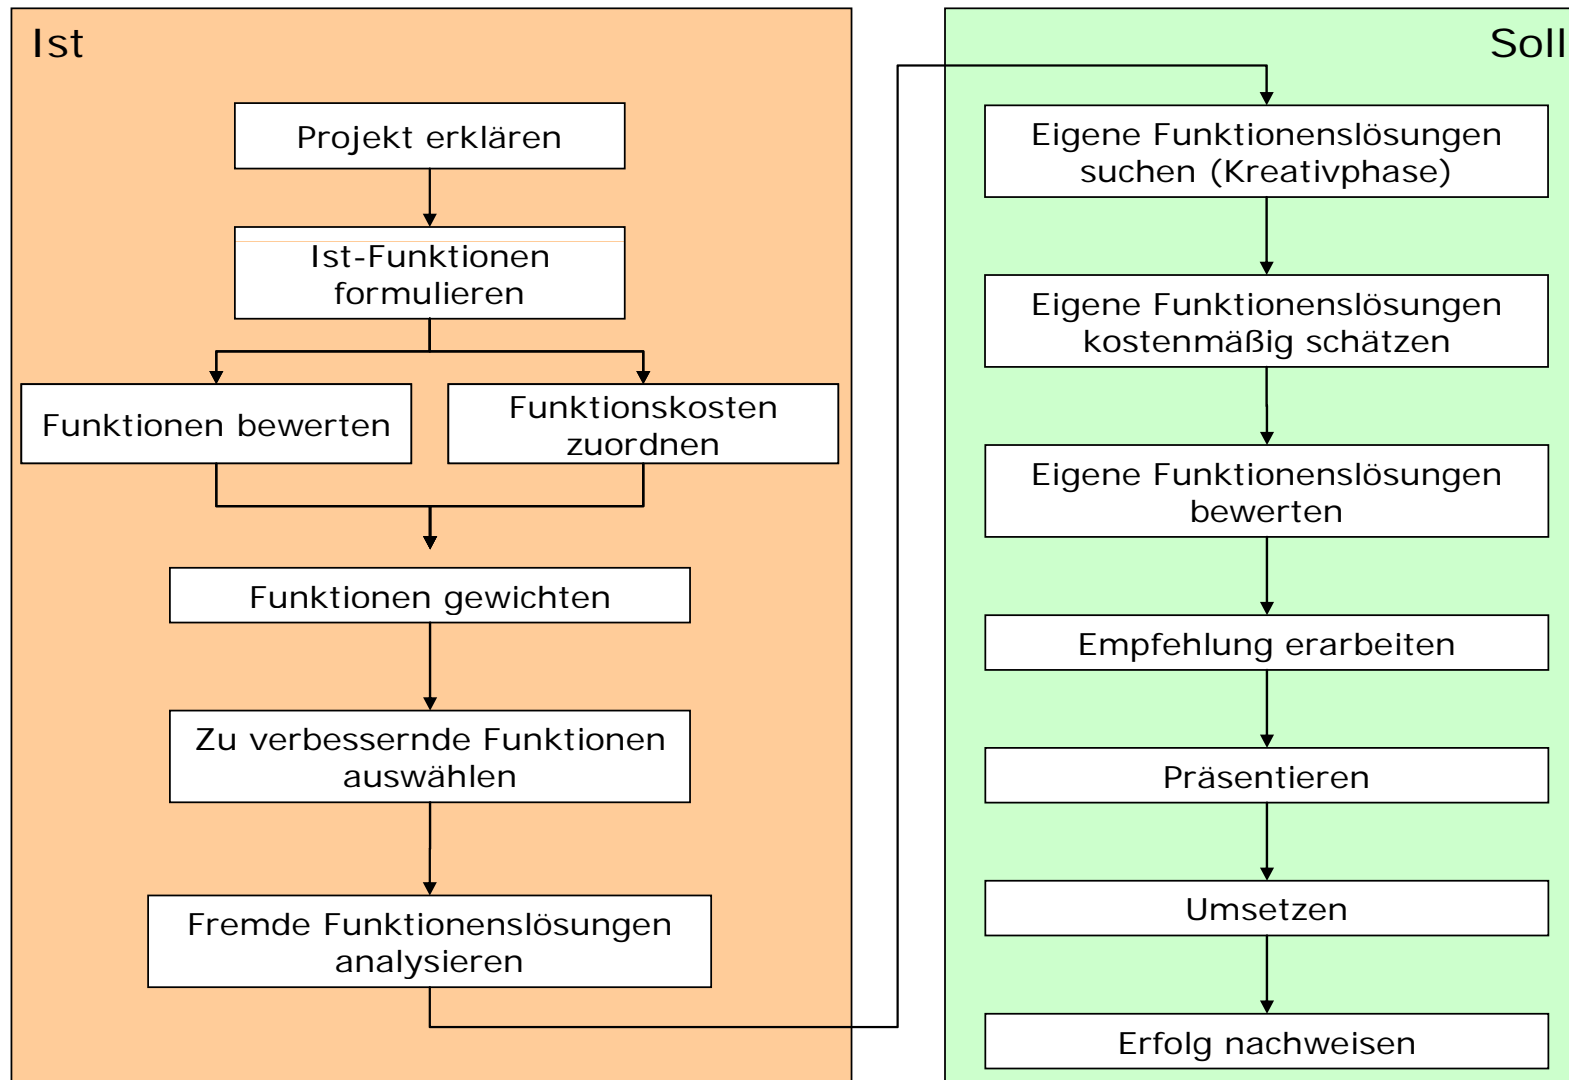 Ist
Projekt erklären
Ist-Funktionen
formulieren
Funktionen bewerten
Funktionskosten
zuordnen
Funktionen gewichten
Zu verbessernde Funktionen
auswählen
Fremde Funktionenslösungen
analysieren
Soll
Eigene Funktionenslösungen
suchen (Kreativphase)
Eigene Funktionenslösungen
kostenmäßig schätzen
Eigene Funktionenslösungen
bewerten
Empfehlung erarbeiten
Präsentieren
Umsetzen
Erfolg nachweisen